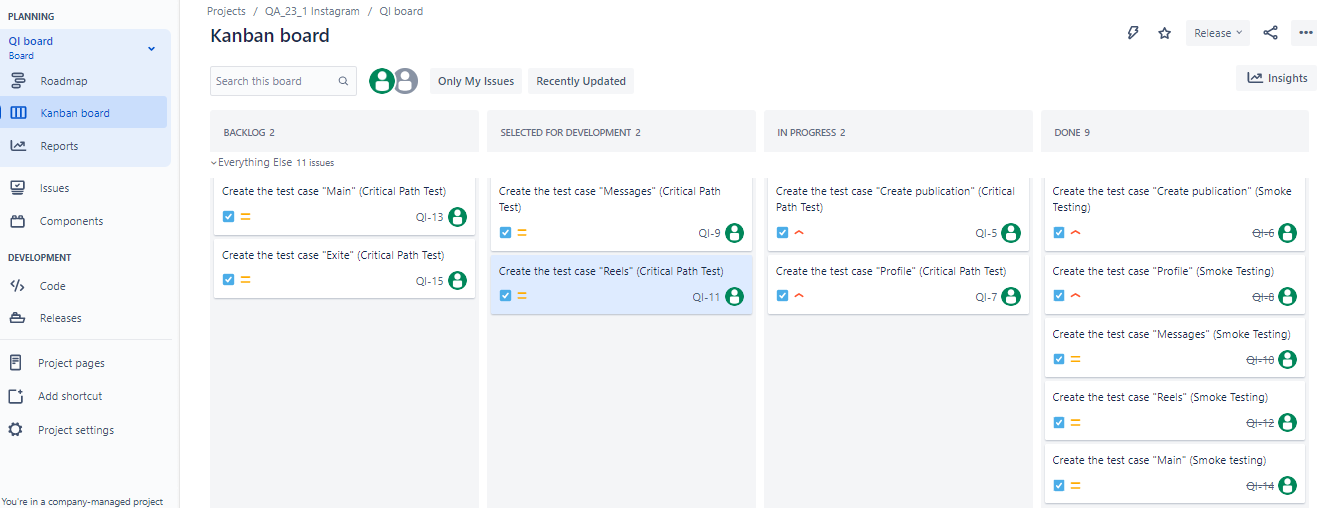 PLANNING
QI board
Board
Roadmap
Kanban board
Reports
Issues
Components
DEVELOPMENT
Code
Releases
Project pages
Add shortcut
Project settings
You're in a company-managed project
Projects / QA_23_1 Instagram / QI board
Kanban board
Release
Search this board
Only My Issues
Recently Updated
Insights
BACKLOG 2
SELECTED FOR DEVELOPMENT 2
IN PROGRESS 2
DONE 9
Everything Else 11 issues
Create the test case "Main" (Critical Path Test)
QI-13
Create the test case "Exite" (Critical Path Test)
QI-15
Create the test case "Messages" (Critical Path
Test)
QI-9
Create the test case "Reels" (Critical Path Test)
QI-11
Create the test case "Create publication" (Critical
Path Test)
QI-5
Create the test case "Profile" (Critical Path Test)
QI-7
Create the test case "Create publication" (Smoke
Testing)
QI-6
Create the test case "Profile" (Smoke Testing)
QI-8
Create the test case "Messages" (Smoke Testing)
QI-10
Create the test case "Reels" (Smoke Testing)
QI-12
Create the test case "Main" (Smoke testing)
QI-14